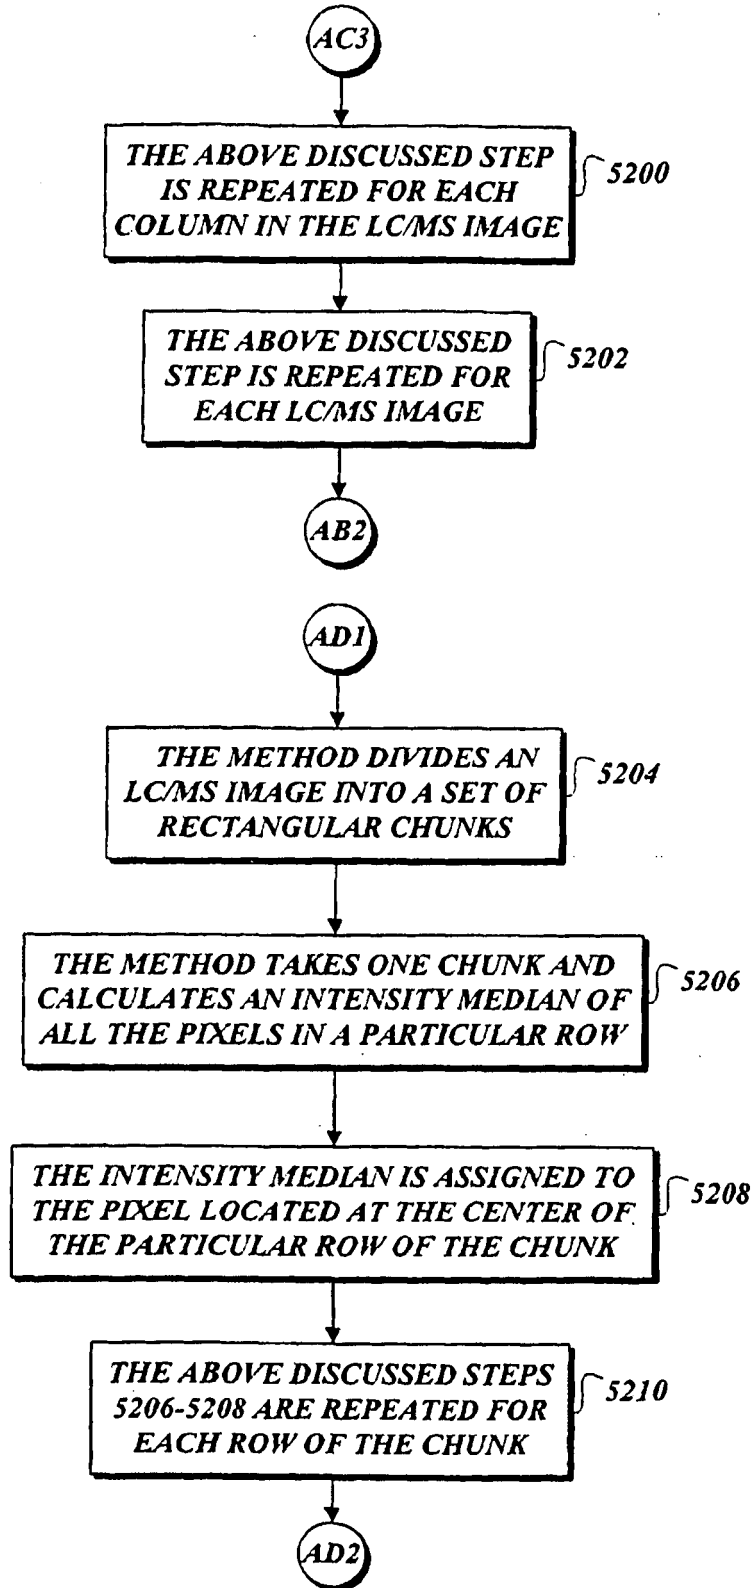 AC3
THE ABOVE DISCUSSED STEP
IS REPEATED FOR EACH
COLUMN IN THE LC/MS IMAGE
5200
THE ABOVE DISCUSSED
STEP IS REPEATED FOR
EACH LC/MS IMAGE
5202
AB2
AD1
THE METHOD DIVIDES AN
LC/MS IMAGE INTO A SET OF
RECTANGULAR CHUNKS
5204
THE METHOD TAKES ONE CHUNK AND
CALCULATES AN INTENSITY MEDIAN OF
ALL THE PIXELS IN A PARTICULAR ROW
5206
THE INTENSITY MEDIAN IS ASSIGNED TO
THE PIXEL LOCATED AT THE CENTER OF
THE PARTICULAR ROW OF THE CHUNK
5208
THE ABOVE DISCUSSED STEPS
5206-5208 ARE REPEATED FOR
EACH ROW OF THE CHUNK
5210
AD2